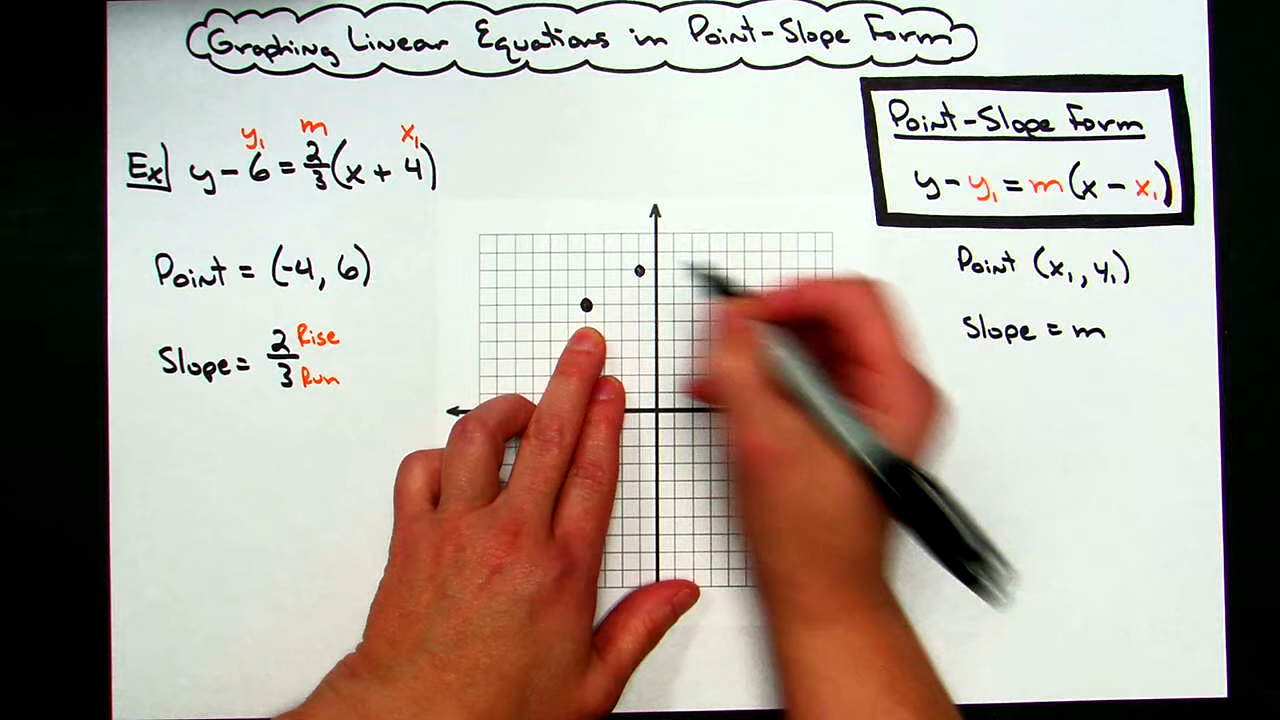 Graphing Linear Equations in Point-Slope Form
y₁ m x₁
Ex] y - 6 = 2/3 (x + 4)
Point = (-4, 6)
Slope = 2/3 Rise Run
Point-Slope Form
y - y₁ = m(x - x₁)
Point (x₁, y₁)
Slope = m